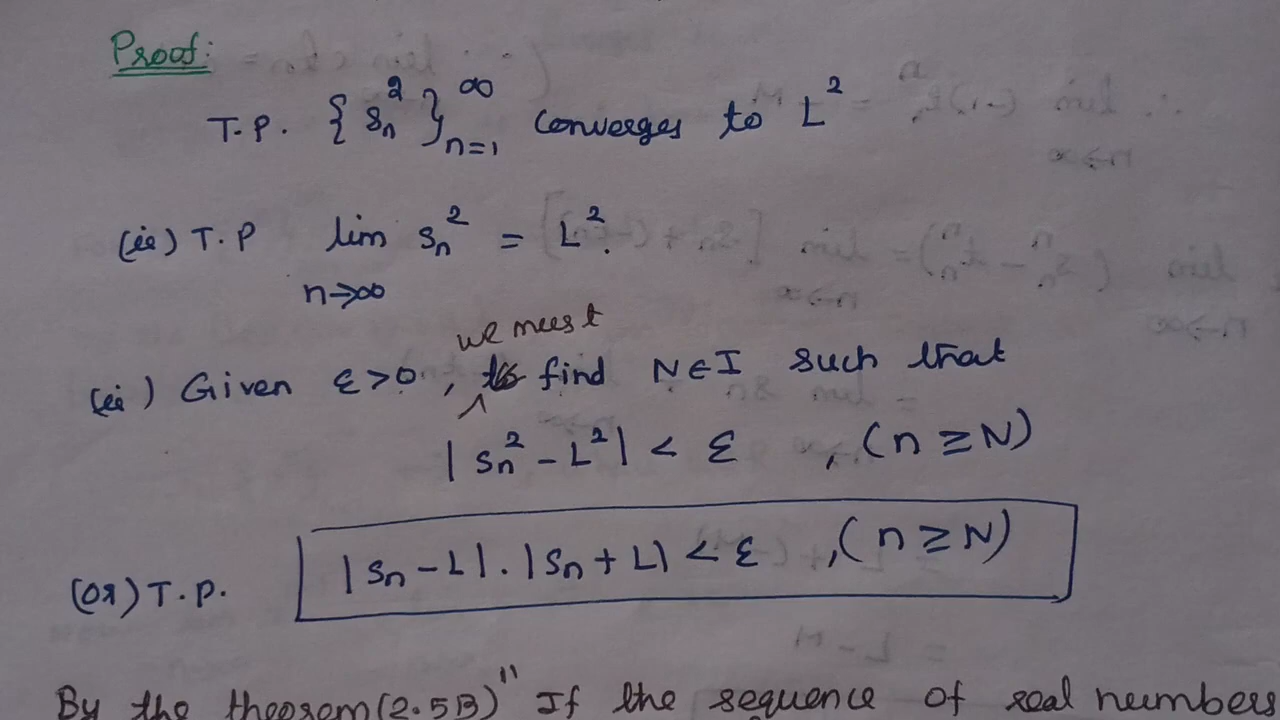 Proof:
T.P. {sₙ²}ₙ₌₁^∞ converges to L²
(ie) T.P lim sₙ² = L².
n→∞
we must
(ie) Given ε>0, find N∈I such that
|sₙ² - L²| < ε , (n ≥ N)
(or) T.P. |sₙ - L| . |sₙ + L| < ε , (n ≥ N)
By the theorem (2.5B) " If the sequence of real numbers